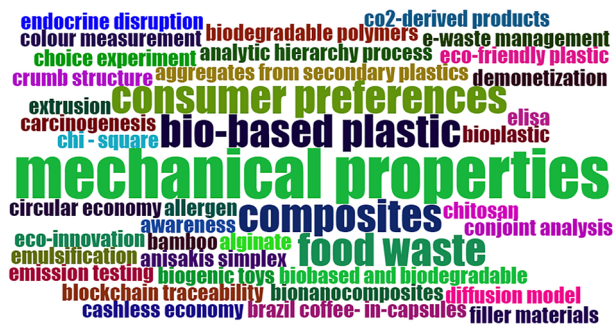 endocrine disruption co2-derived products
colour measurement biodegradable polymers e-waste management
choice experiment analytic hierarchy process eco-friendly plastic
crumb structure aggregates from secondary plastics demonetization
extrusion consumer preferences elisa
carcinogenesis bio-based plastic bioplastic
chi - square
mechanical properties
circular economy allergen composites chitosan
awareness conjoint analysis
eco-innovation bamboo alginate food waste
emulsification anisakis simplex
emission testing biogenic toys biobased and biodegradable
blockchain traceability bionanocomposites diffusion model
cashless economy brazil coffee- in-capsules filler materials